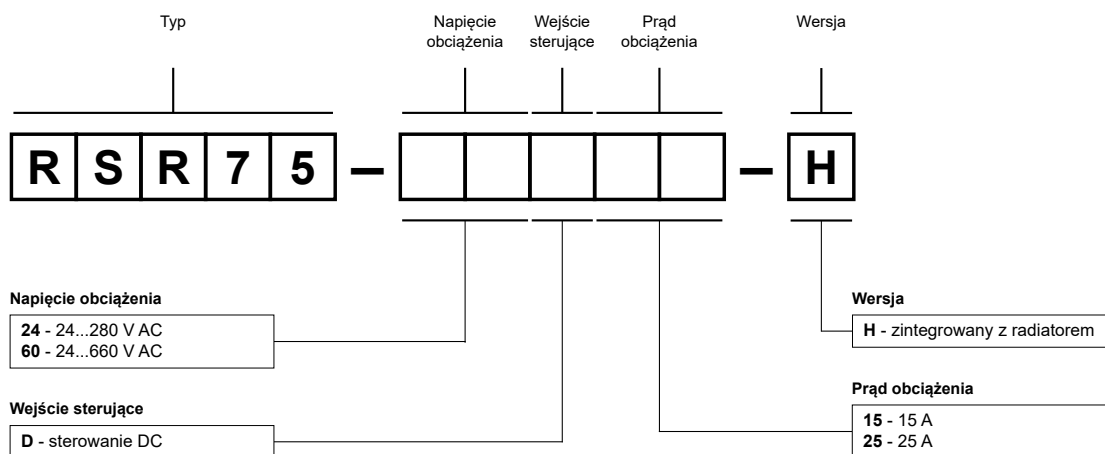 Typ
Napięcie
obciążenia
Wejście
sterujące
Prąd
obciążenia
Wersja
R S R 7 5 – – H
Napięcie obciążenia
24 - 24...280 V AC
60 - 24...660 V AC
Wejście sterujące
D - sterowanie DC
Wersja
H - zintegrowany z radiatorem
Prąd obciążenia
15 - 15 A
25 - 25 A